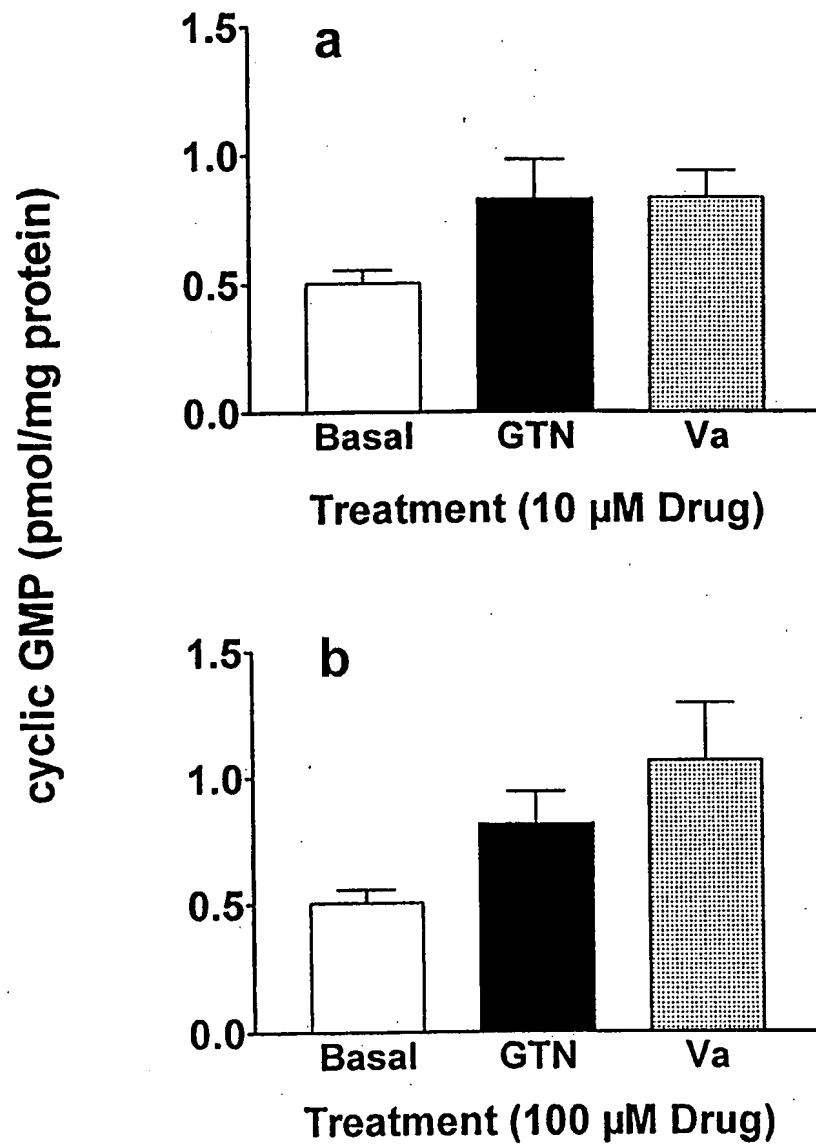 cyclic GMP (pmol/mg protein)
a
1.5
1.0
0.5
0.0
Basal GTN Va
Treatment (10 µM Drug)
b
1.5
1.0
0.5
0.0
Basal GTN Va
Treatment (100 µM Drug)